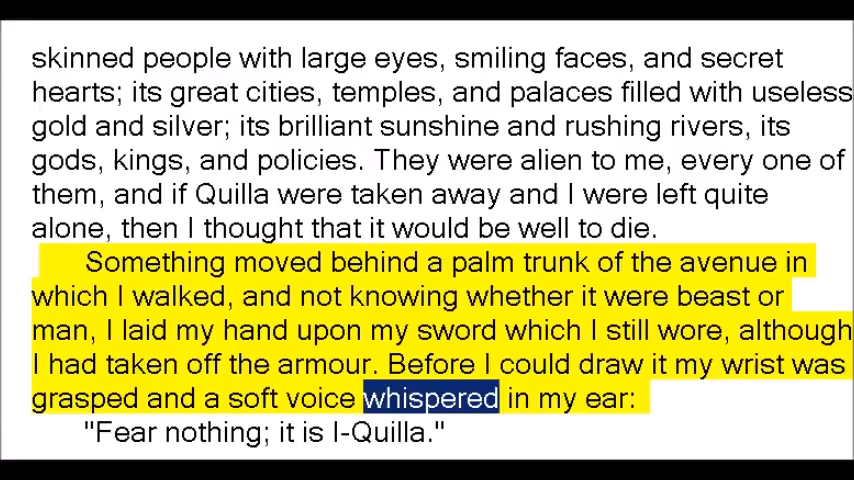 skinned people with large eyes, smiling faces, and secret
hearts; its great cities, temples, and palaces filled with useless
gold and silver; its brilliant sunshine and rushing rivers, its
gods, kings, and policies. They were alien to me, every one of
them, and if Quilla were taken away and I were left quite
alone, then I thought that it would be well to die.
Something moved behind a palm trunk of the avenue in
which I walked, and not knowing whether it were beast or
man, I laid my hand upon my sword which I still wore, although
I had taken off the armour. Before I could draw it my wrist was
grasped and a soft voice whispered in my ear:
"Fear nothing; it is I-Quilla."